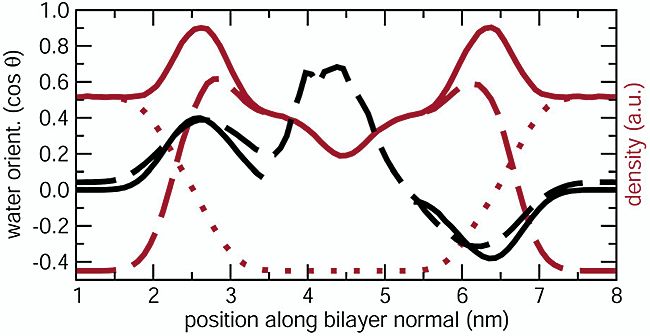 1.0
0.8
0.6
0.4
0.2
0.0
-0.2
-0.4
water orient. (cos θ)
density (a.u.)
1 2 3 4 5 6 7 8
position along bilayer normal (nm)